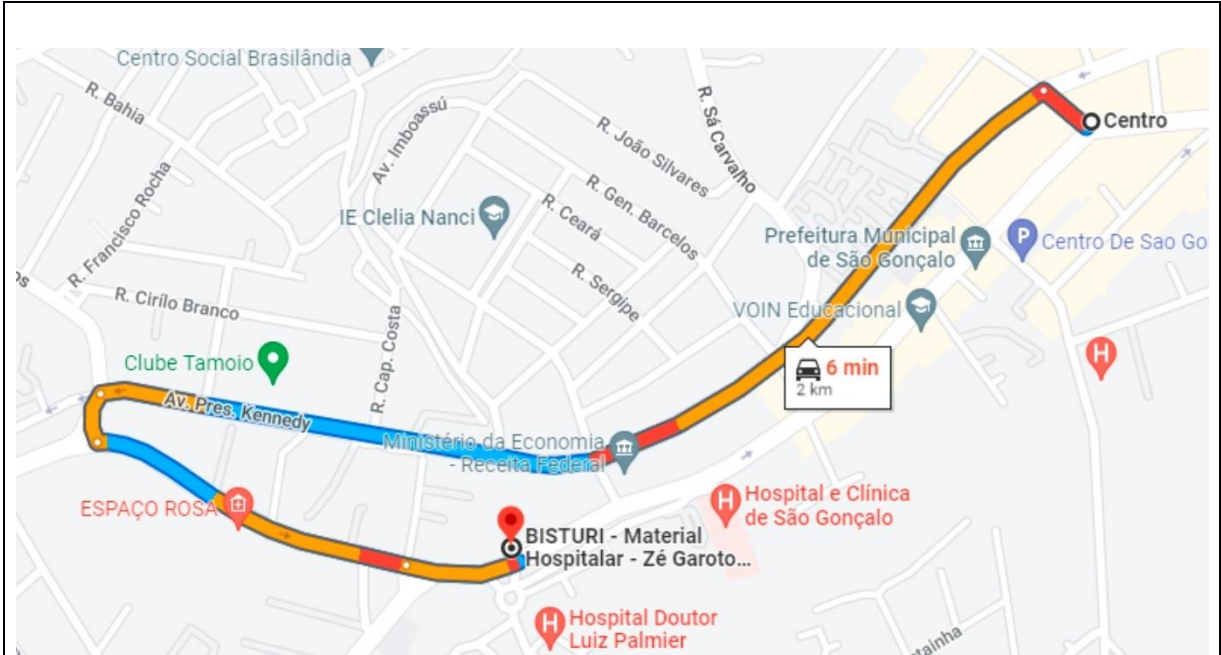 Centro Social Brasilândia
R. Bahia
Av. Imboassú
R. João Silvares
R. Sá Carvalho
Centro
R. Francisco Rocha
IE Clelia Nanci
R. Ceará
R. Gen. Barcelos
Prefeitura Municipal
de São Gonçalo
P
Centro De Sao Go
os
R. Cirílo Branco
R. Sergipe
VOIN Educacional
R. Cap. Costa
Clube Tamoio
H
6 min
2 km
Av. Pres. Kennedy
Ministério da Economia
- Receita Federal
ESPAÇO ROSA
H
Hospital e Clínica
de São Gonçalo
BISTURI - Material
Hospitalar - Zé Garoto...
H
Hospital Doutor
Luiz Palmier
tainha